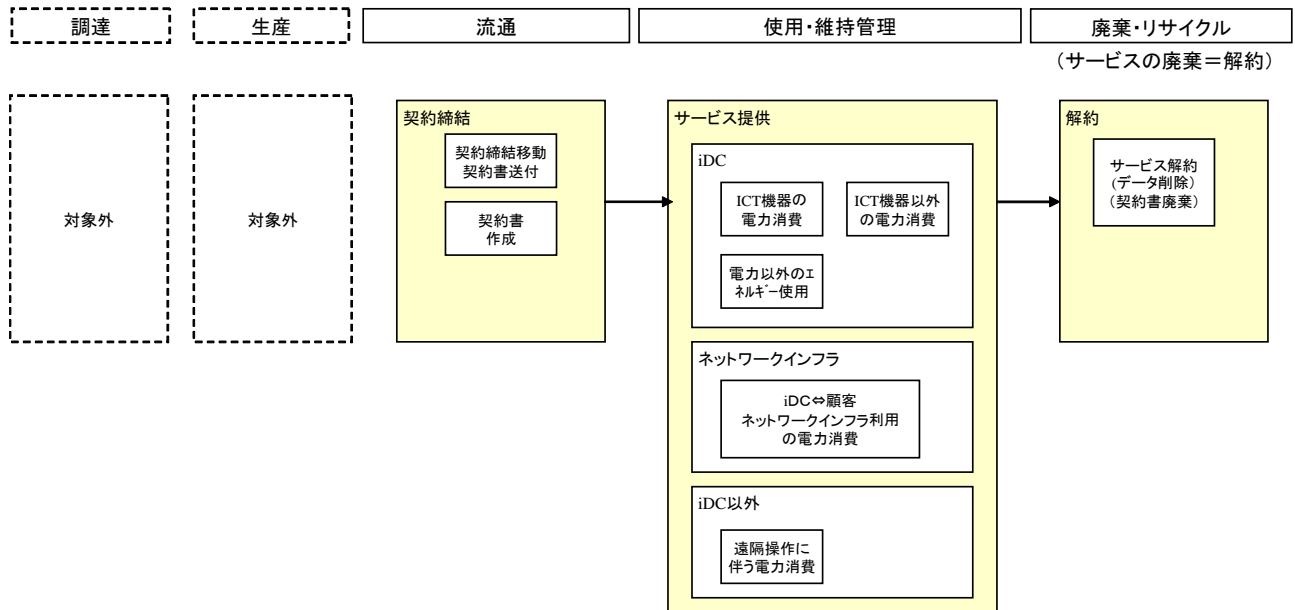 調達
生産
流通
使用・維持管理
廃棄・リサイクル
（サービスの廃棄＝解約）
対象外
対象外
契約締結
契約締結移動
契約書送付
契約書
作成
サービス提供
iDC
ICT機器の
電力消費
ICT機器以外
の電力消費
電力以外のｴ
ﾈﾙｷﾞｰ使用
ネットワークインフラ
iDC⇔顧客
ネットワークインフラ利用
の電力消費
iDC以外
遠隔操作に
伴う電力消費
解約
サービス解約
(データ削除）
（契約書廃棄）